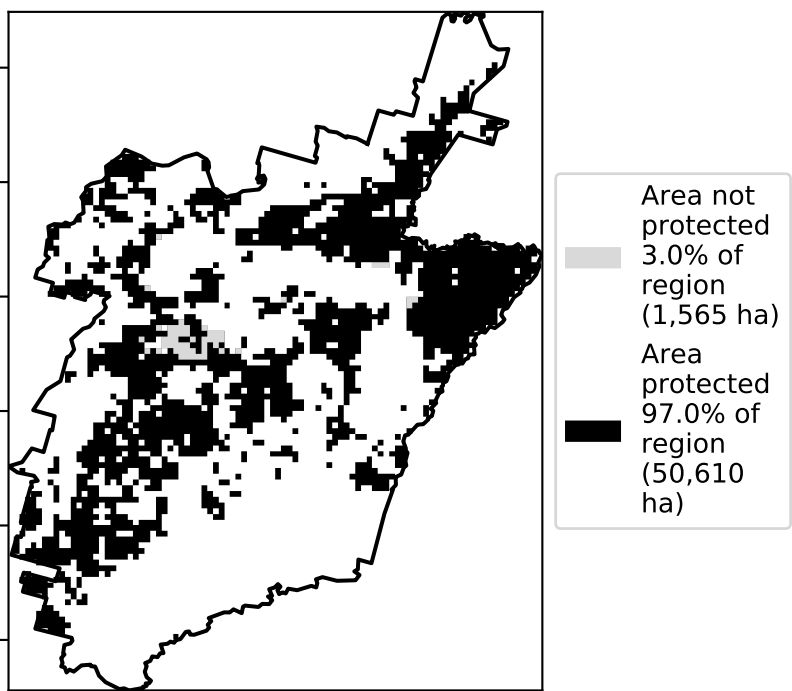 Area not
protected
3.0% of
region
(1,565 ha)
Area
protected
97.0% of
region
(50,610
ha)